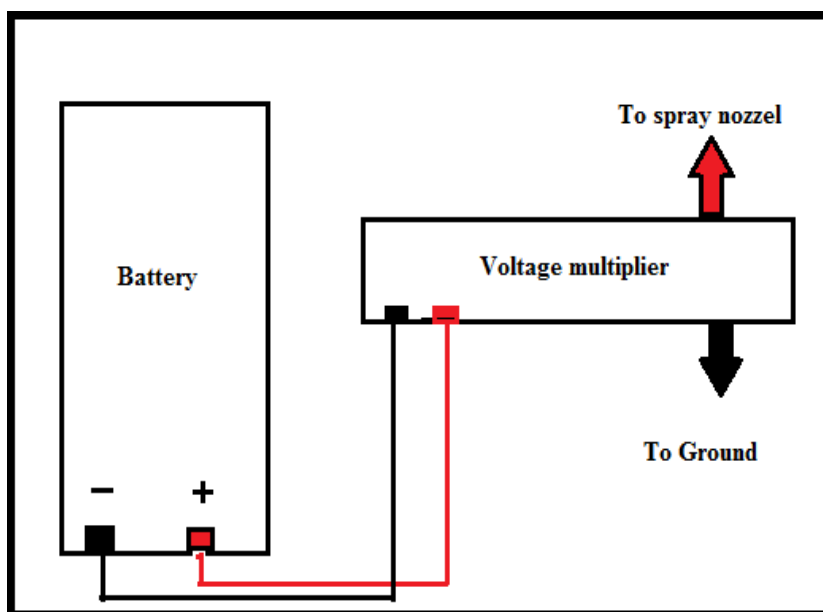 To spray nozzel
Voltage multiplier
Battery
To Ground
− +